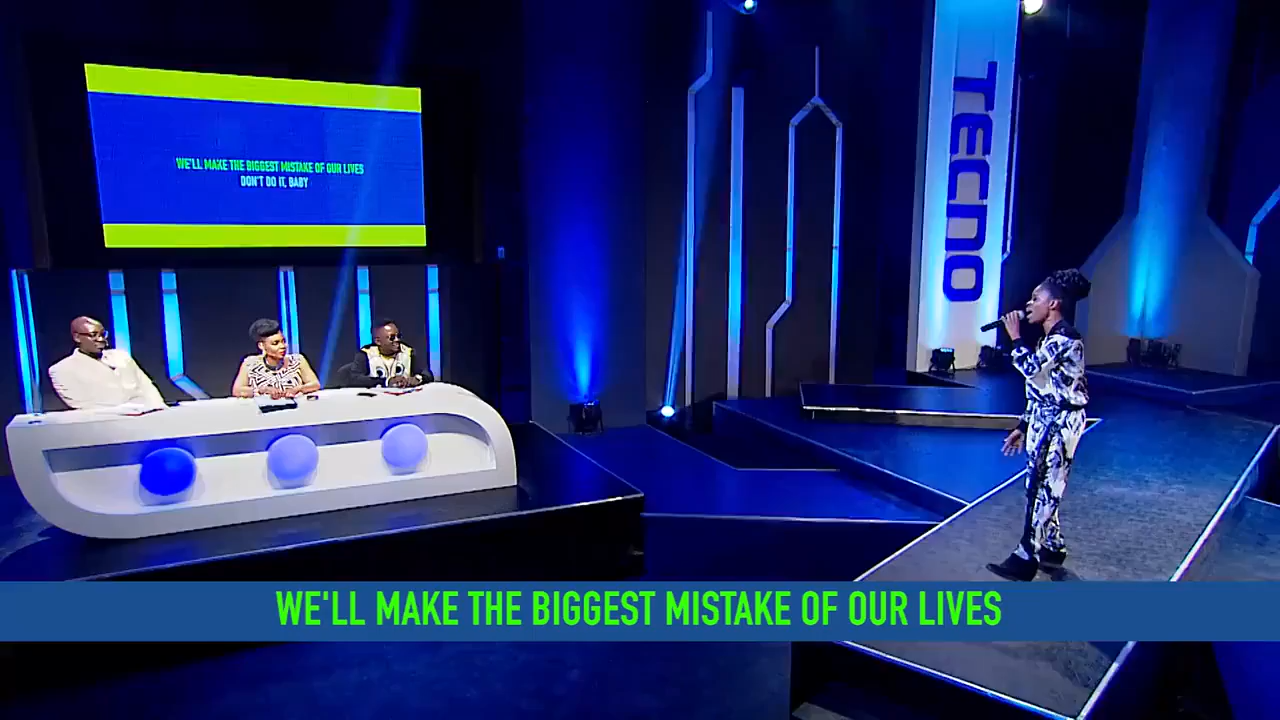 WE'LL MAKE THE BIGGEST MISTAKE OF OUR LIVES
DON'T DO IT, BABY
TECNO
WE'LL MAKE THE BIGGEST MISTAKE OF OUR LIVES